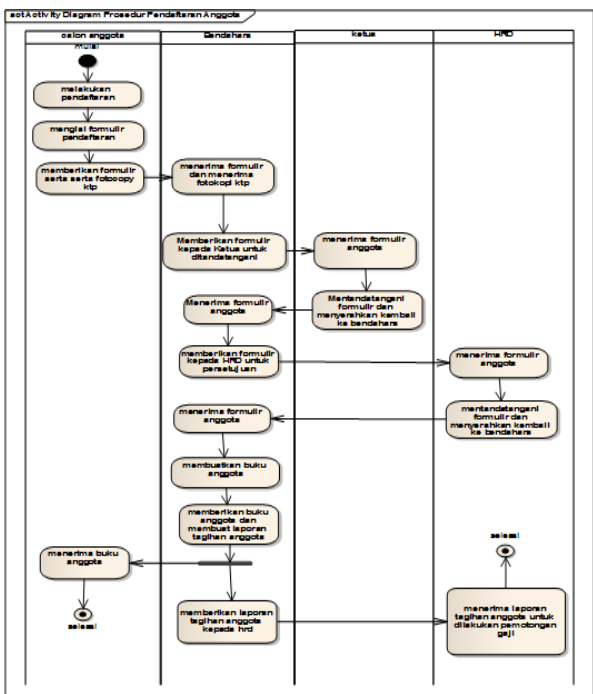 act Activity Diagram Prosedur Pendaftaran Anggota
calon anggota
Bendahara
ketua
HRD
mulai
melakukan
pendaftaran
mengisi formulir
pendaftaran
memberikan formulir
serta serta fotocopy
ktp
menerima formulir
dan menerima
fotokopi ktp
Memberikan formulir
kepada Ketua untuk
ditandatangani
menerima formulir
anggota
Mentandatangani
formulir dan
menyerahkan kembali
ke bendahara
Menerima formulir
anggota
memberikan formulir
kepada HRD untuk
persetujuan
menerima formulir
anggota
mentandatangani
formulir dan
menyerahkan kembali
ke bendahara
menerima formulir
anggota
membuatkan buku
anggota
memberikan buku
anggota dan
membuat laporan
tagihan anggota
menerima buku
anggota
selesai
memberikan laporan
tagihan anggota
kepada hrd
menerima laporan
tagihan anggota untuk
dilakukan pemotongan
gaji
selesai